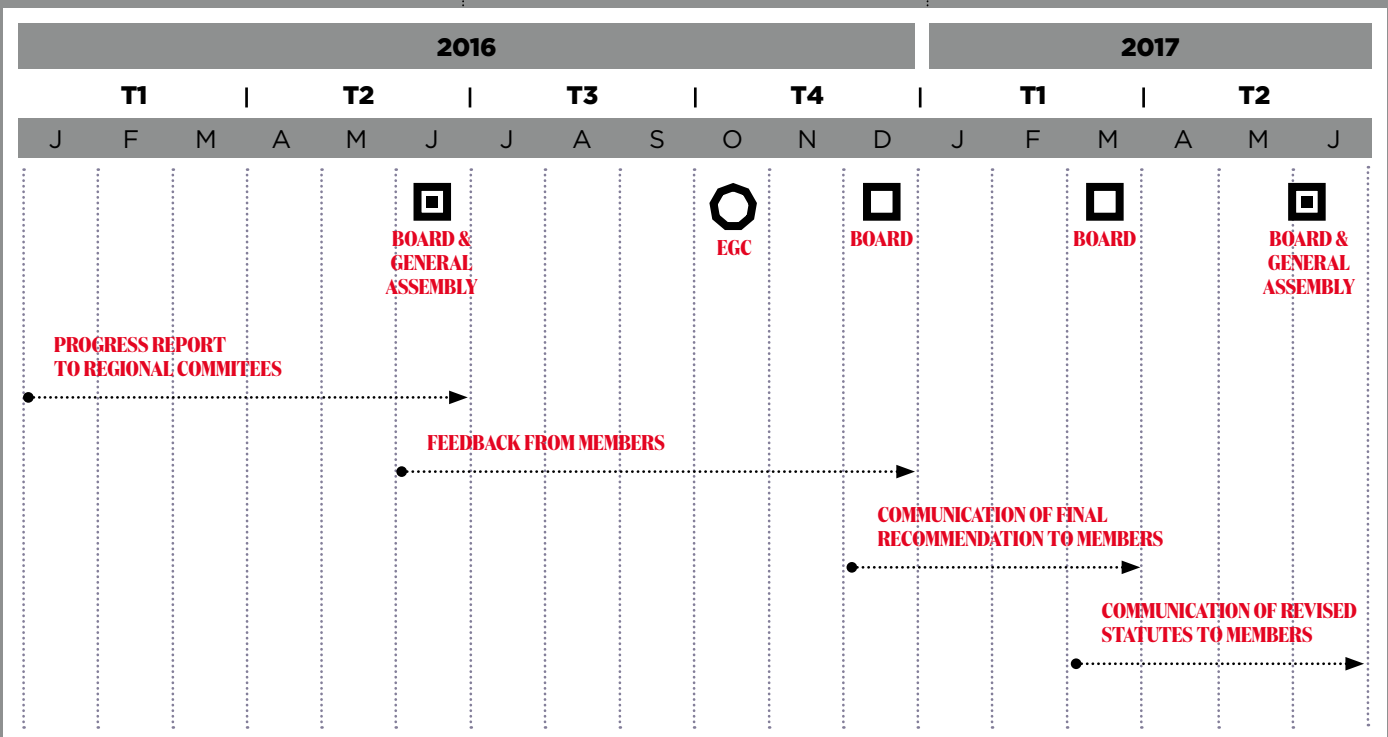 2016 2017
T1 | T2 | T3 | T4 | T1 | T2
J F M A M J J A S O N D J F M A M J
BOARD &
GENERAL
ASSEMBLY
EGC
BOARD
BOARD
BOARD &
GENERAL
ASSEMBLY
PROGRESS REPORT
TO REGIONAL COMMITEES
FEEDBACK FROM MEMBERS
COMMUNICATION OF FINAL
RECOMMENDATION TO MEMBERS
COMMUNICATION OF REVISED
STATUTES TO MEMBERS